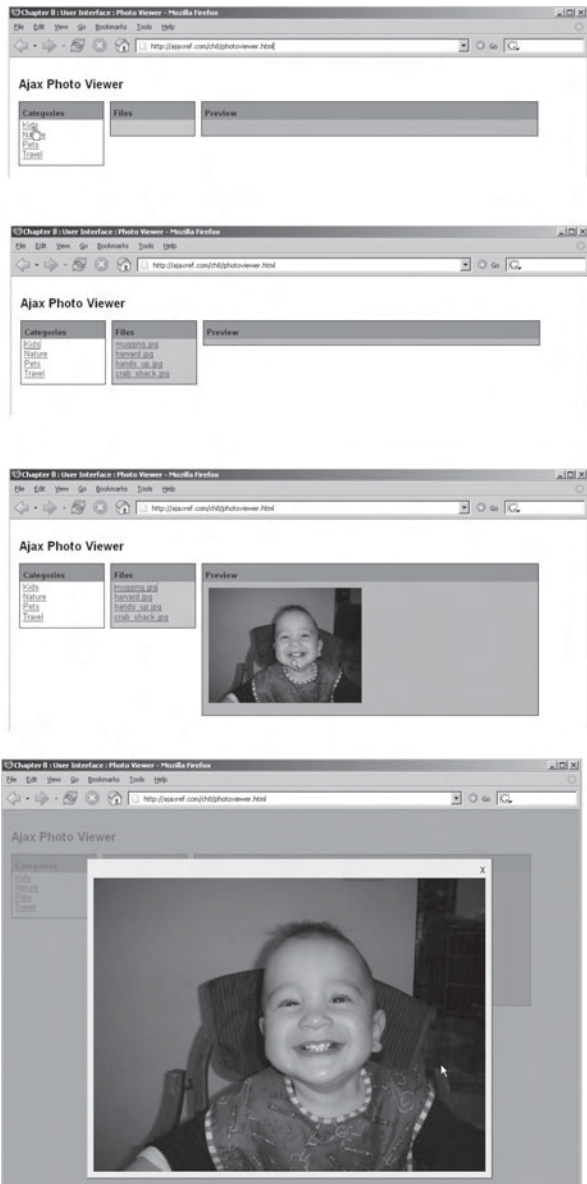 Chapter 8 : User Interface : Photo Viewer - Mozilla Firefox
File Edit View Go Bookmarks Tools Help
http://ajaxref.com/ch8/photoviewer.html
Go
Ajax Photo Viewer
Categories Files Preview
Kids
Nature
Pets
Travel
Chapter 8 : User Interface : Photo Viewer - Mozilla Firefox
File Edit View Go Bookmarks Tools Help
http://ajaxref.com/ch8/photoviewer.html
Go
Ajax Photo Viewer
Categories Files Preview
Kids mugging.jpg
Nature harvard.jpg
Pets hands_up.jpg
Travel crab_shack.jpg
Chapter 8 : User Interface : Photo Viewer - Mozilla Firefox
File Edit View Go Bookmarks Tools Help
http://ajaxref.com/ch8/photoviewer.html
Go
Ajax Photo Viewer
Categories Files Preview
Kids mugging.jpg
Nature harvard.jpg
Pets hands_up.jpg
Travel crab_shack.jpg
Chapter 8 : User Interface : Photo Viewer - Mozilla Firefox
File Edit View Go Bookmarks Tools Help
http://ajaxref.com/ch8/photoviewer.html
Go
Ajax Photo Viewer
Categories
X
Kids
Nature
Pets
Travel